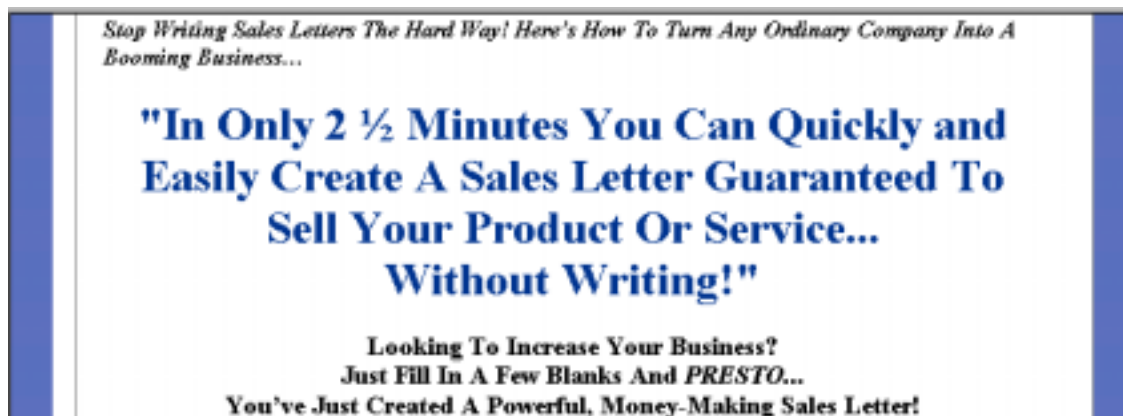 Stop Writing Sales Letters The Hard Way! Here's How To Turn Any Ordinary Company Into A
Booming Business...
"In Only 2 ½ Minutes You Can Quickly and
Easily Create A Sales Letter Guaranteed To
Sell Your Product Or Service...
Without Writing!"
Looking To Increase Your Business?
Just Fill In A Few Blanks And PRESTO...
You've Just Created A Powerful, Money-Making Sales Letter!